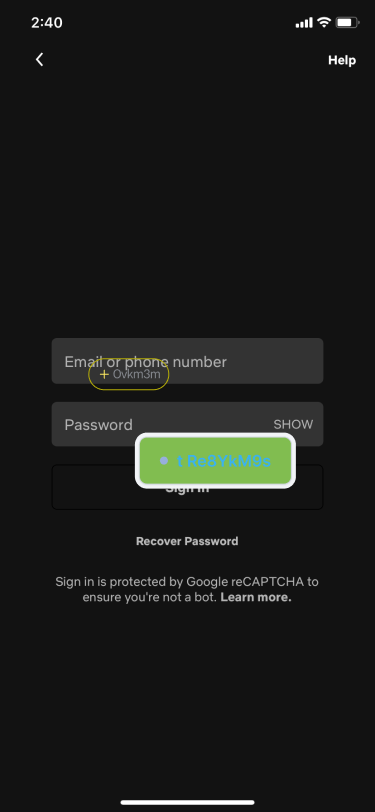 2:40
Help
Email or phone number
+ Ovkm3m
Password
SHOW
t Re8YkM9s
Sign In
Recover Password
Sign in is protected by Google reCAPTCHA to
ensure you're not a bot. Learn more.